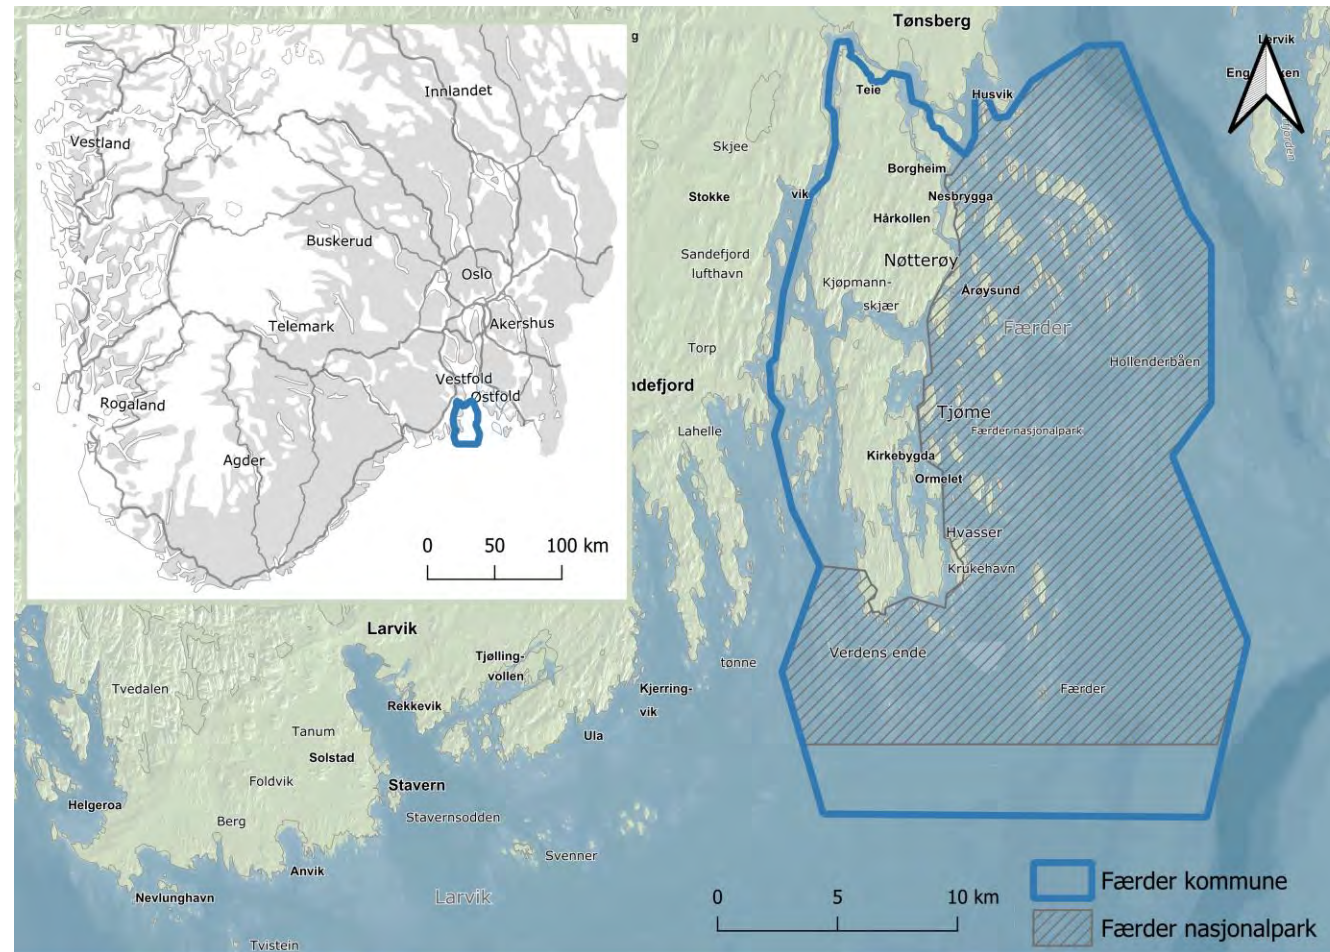 Innlandet
Vestland
Buskerud
Oslo
Akershus
Telemark
Vestfold
Østfold
Rogaland
Agder
0 50 100 km
g
Tønsberg
Teie
Husvik
Skjee
Borgheim
Stokke
vik
Nesbrygga
Hårkollen
Sandefjord
lufthavn
Nøtterøy
Kjøpmann-
skjær
Årøysund
Færder
Torp
Hollenderbåen
ndefjord
Tjøme
Færder nasjonalpark
Lahelle
Kirkebygda
Ormelet
Hvasser
Krukehavn
Larvik
Tjølling-
vollen
tønne
Verdens ende
Tvedalen
Rekkevik
Kjerring-
vik
Færder
Tanum
Ula
Solstad
Foldvik
Stavern
Helgeroa
Stavernsodden
Berg
Svenner
Anvik
Nevlunghavn
Larvik
Tvistein
0 5 10 km
Færder kommune
Færder nasjonalpark